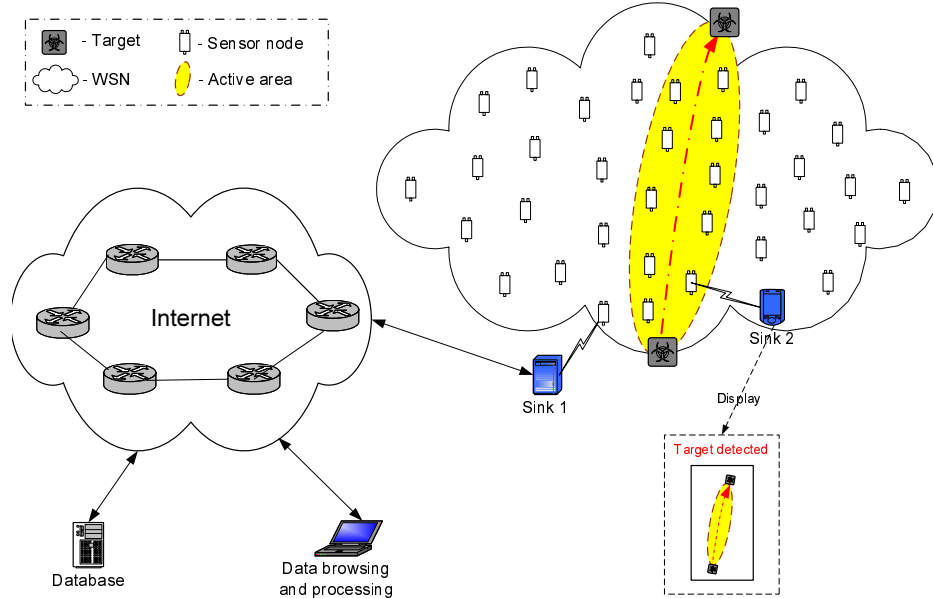 - Target
- Sensor node
- WSN
- Active area
Internet
Sink 1
Sink 2
Display
Target detected
Database
Data browsing
and processing